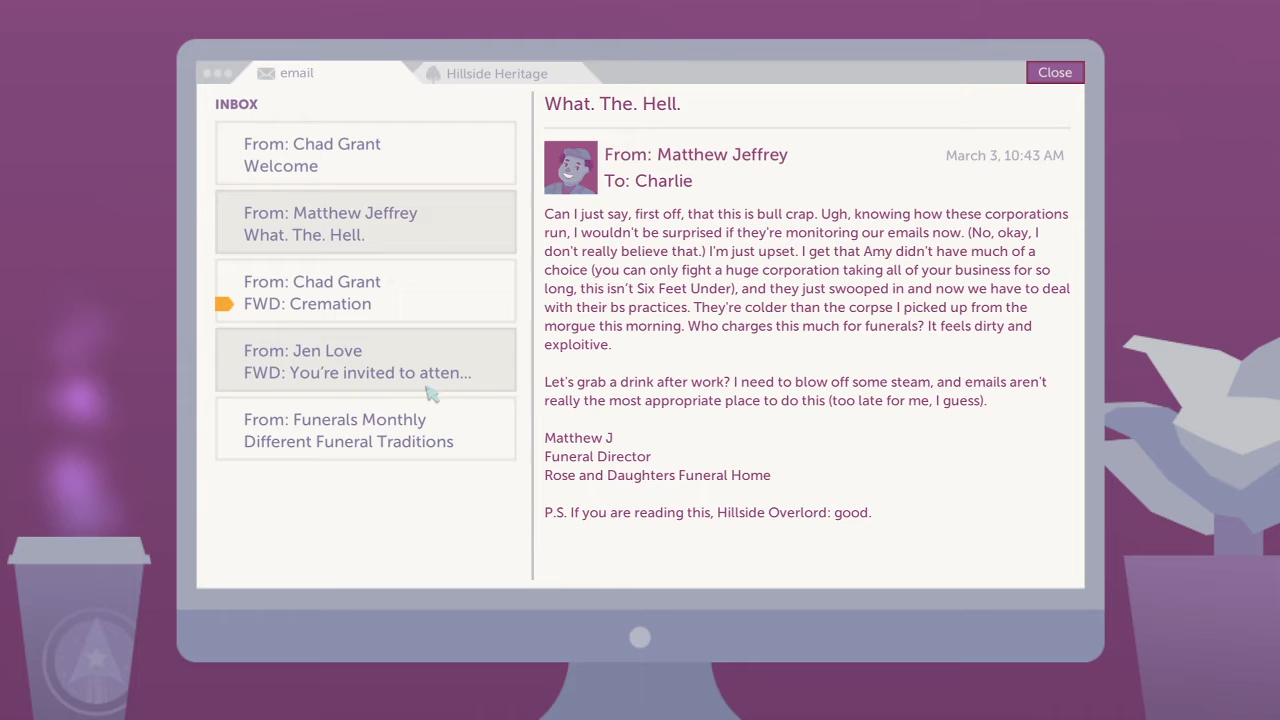 email
Hillside Heritage
Close
INBOX
From: Chad Grant
Welcome
From: Matthew Jeffrey
What. The. Hell.
From: Chad Grant
FWD: Cremation
From: Jen Love
FWD: You’re invited to atten...
From: Funerals Monthly
Different Funeral Traditions
What. The. Hell.
From: Matthew Jeffrey
March 3, 10:43 AM
To: Charlie
Can I just say, first off, that this is bull crap. Ugh, knowing how these corporations
run, I wouldn't be surprised if they're monitoring our emails now. (No, okay, I
don't really believe that.) I'm just upset. I get that Amy didn't have much of a
choice (you can only fight a huge corporation taking all of your business for so
long, this isn’t Six Feet Under), and they just swooped in and now we have to deal
with their bs practices. They're colder than the corpse I picked up from the
morgue this morning. Who charges this much for funerals? It feels dirty and
exploitive.
Let's grab a drink after work? I need to blow off some steam, and emails aren't
really the most appropriate place to do this (too late for me, I guess).
Matthew J
Funeral Director
Rose and Daughters Funeral Home
P.S. If you are reading this, Hillside Overlord: good.